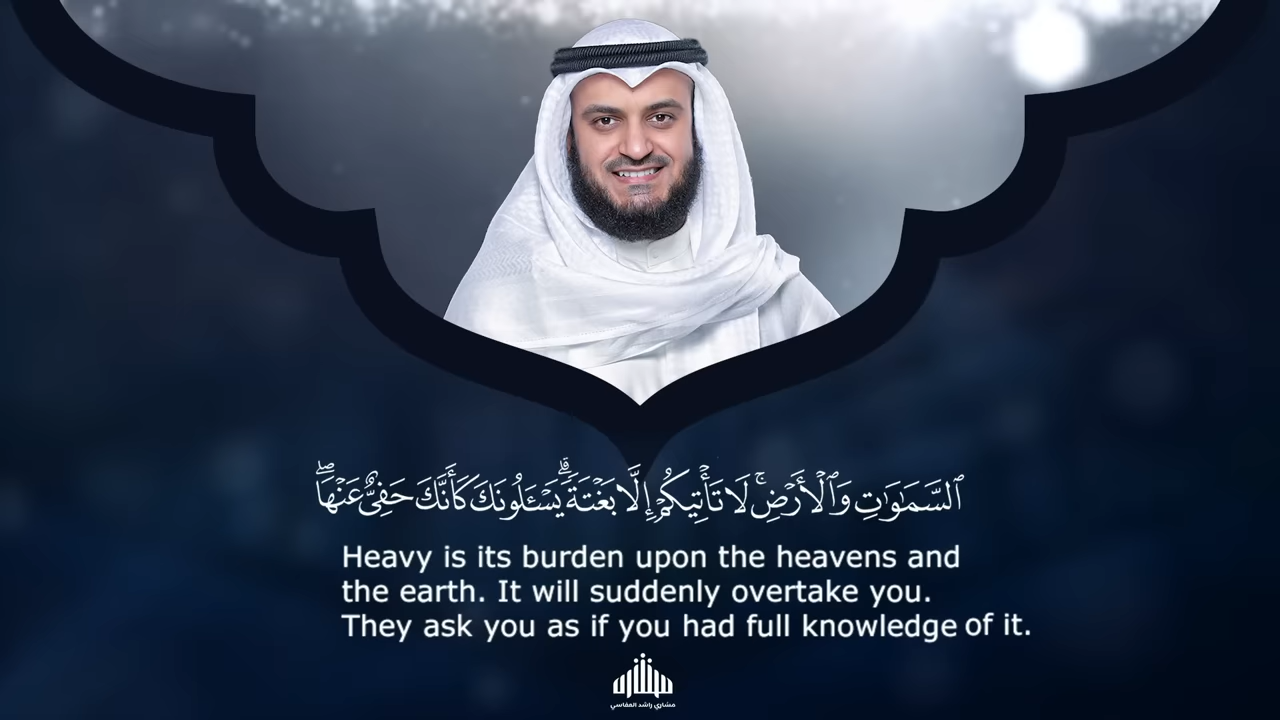 ٱلسَّمَـٰوَٰتِ وَٱلْأَرْضِ ۚ لَا تَأْتِيكُمْ إِلَّا بَغْتَةً ۗ يَسْـَٔلُونَكَ كَأَنَّكَ حَفِىٌّ عَنْهَا ۖ
Heavy is its burden upon the heavens and
the earth. It will suddenly overtake you.
They ask you as if you had full knowledge of it.
مشاري راشد العفاسي